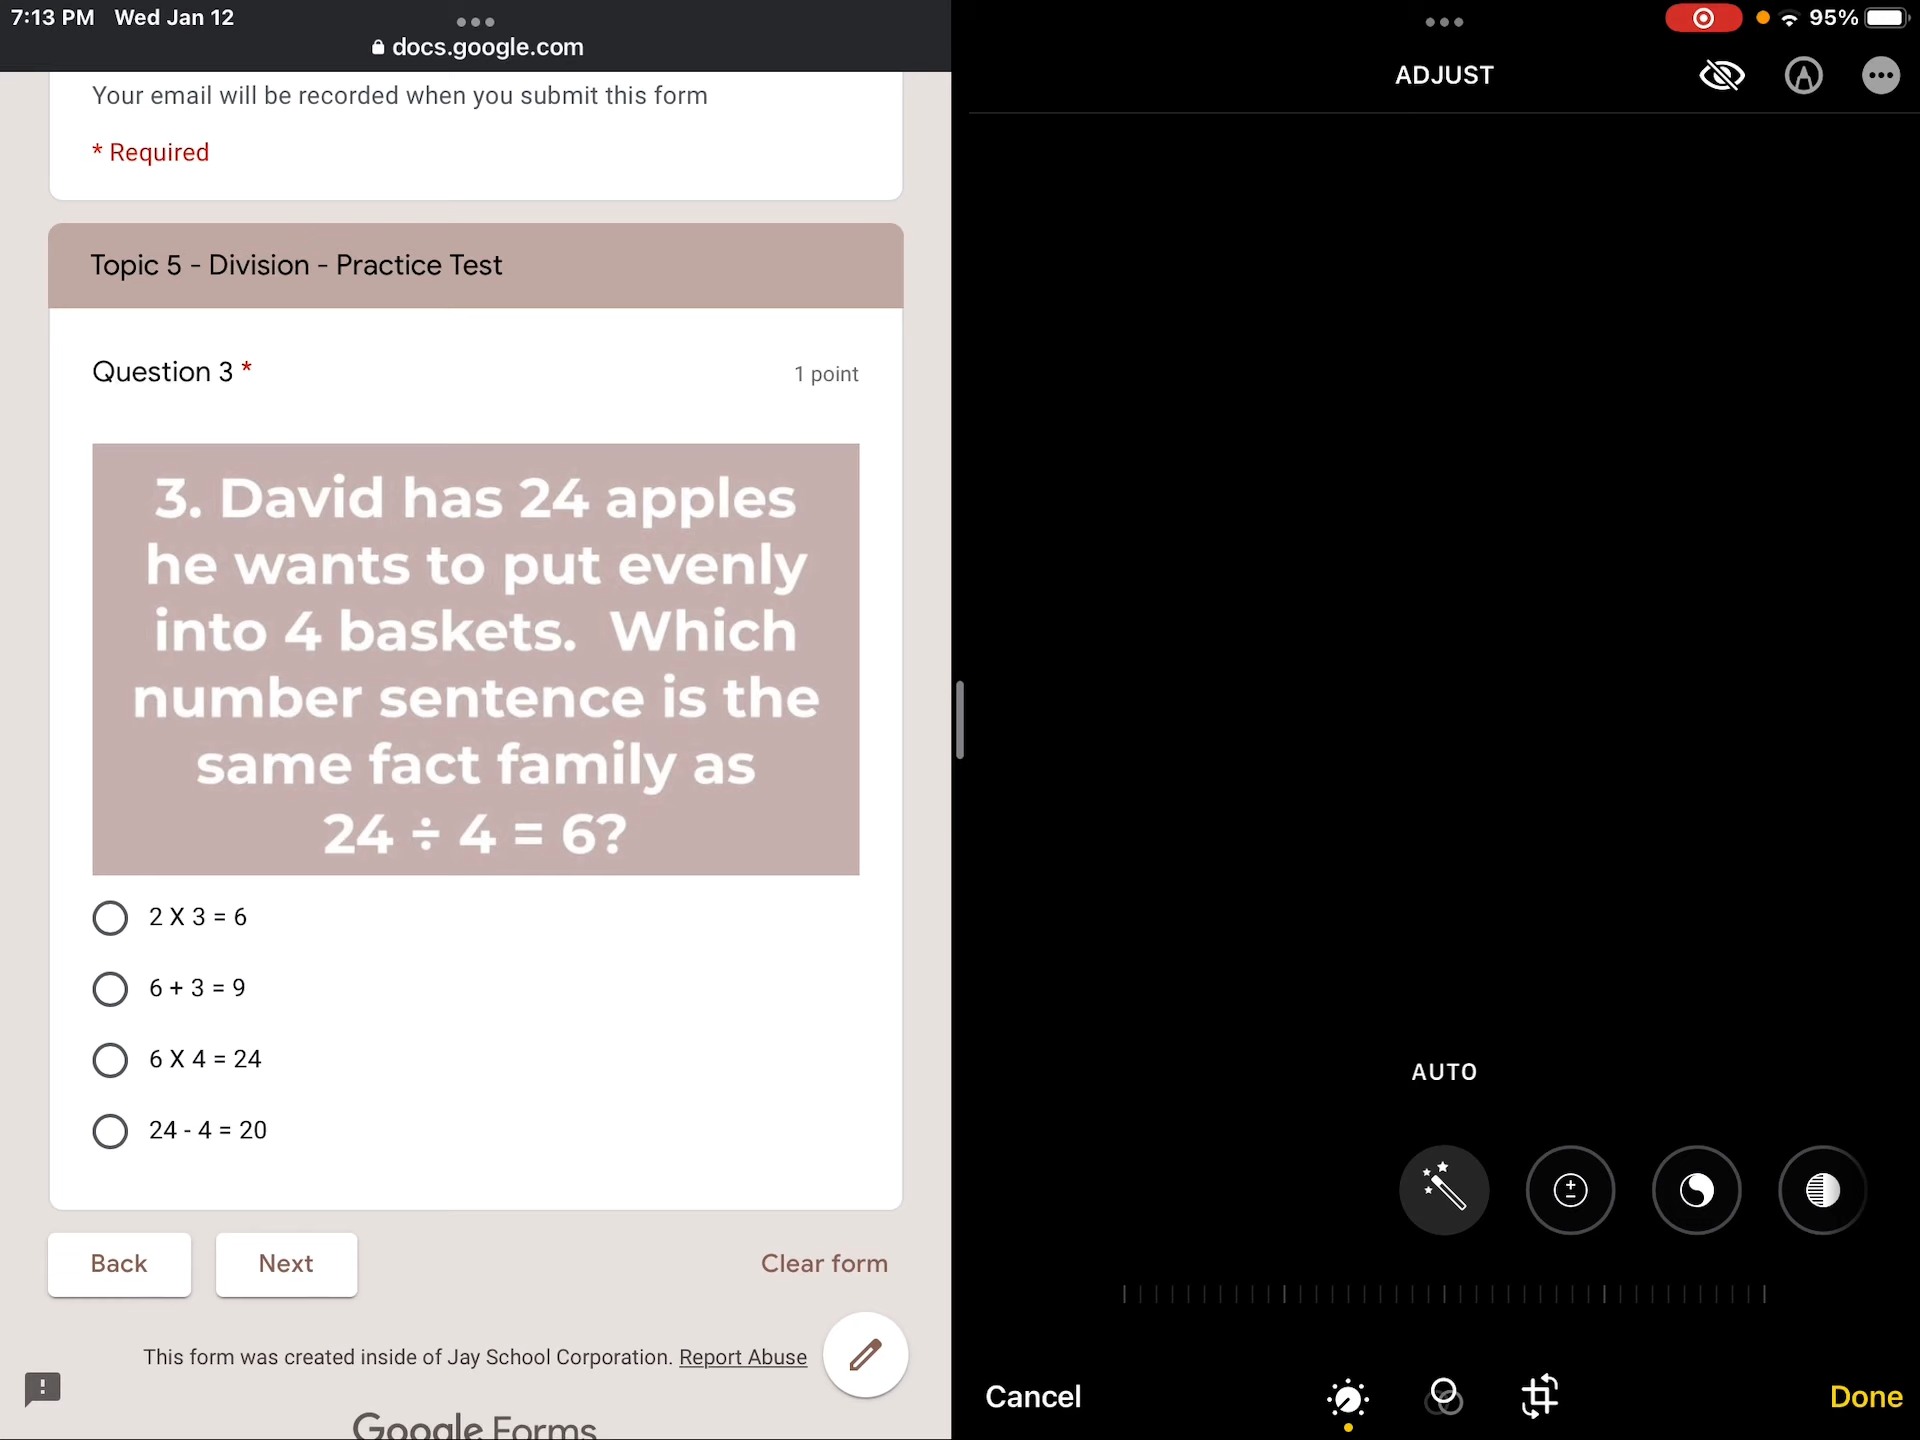 7:13 PM Wed Jan 12
docs.google.com
95%
Your email will be recorded when you submit this form
* Required
Topic 5 - Division - Practice Test
Question 3 *
1 point
3. David has 24 apples
he wants to put evenly
into 4 baskets. Which
number sentence is the
same fact family as
24 ÷ 4 = 6?
2 X 3 = 6
6 + 3 = 9
6 X 4 = 24
24 - 4 = 20
Back
Next
Clear form
This form was created inside of Jay School Corporation. Report Abuse
Google Forms
ADJUST
AUTO
Cancel
Done